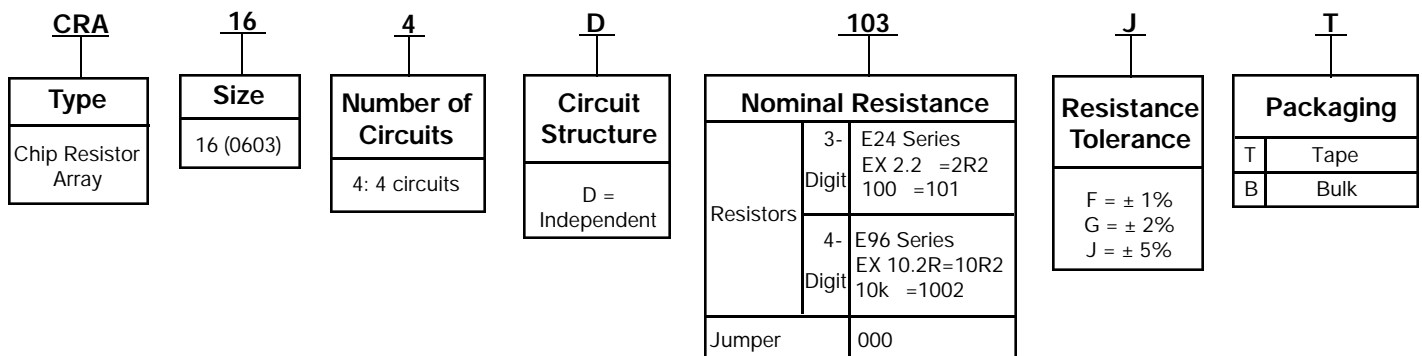 CRA 16 4 D 103 J T
Type
Chip Resistor
Array
Size
16 (0603)
Number of
Circuits
4: 4 circuits
Circuit
Structure
D =
Independent
Nominal Resistance
Resistors
3-
Digit
E24 Series
EX 2.2 =2R2
100 =101
4-
Digit
E96 Series
EX 10.2R=10R2
10k =1002
Jumper 000
Resistance
Tolerance
F = ± 1%
G = ± 2%
J = ± 5%
Packaging
T Tape
B Bulk